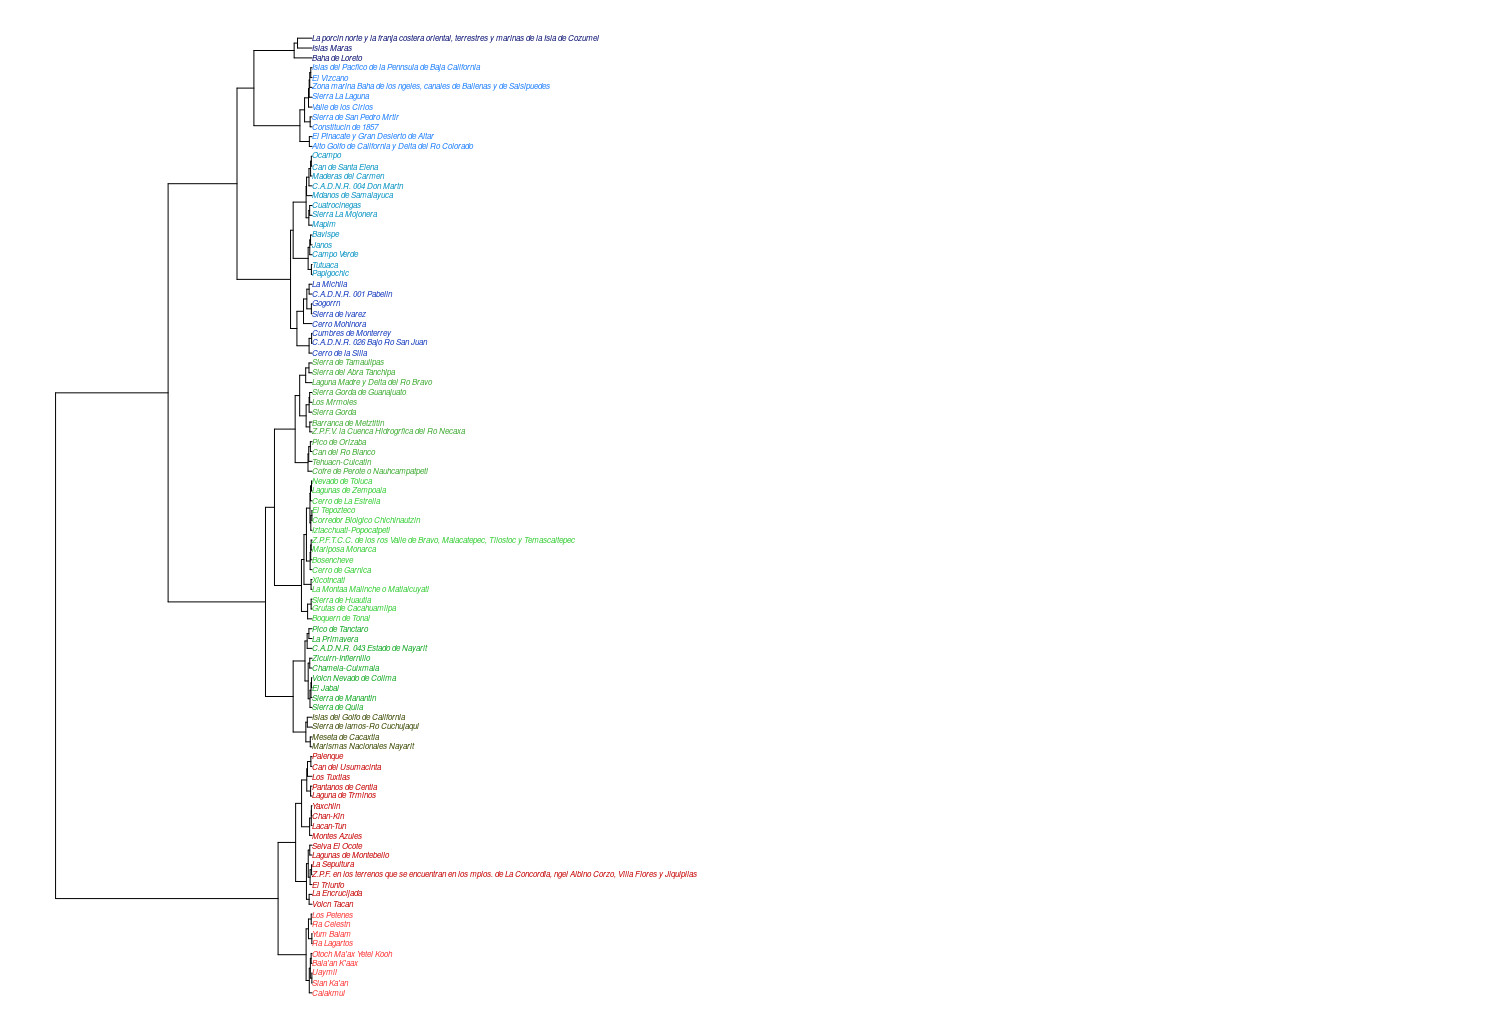 La porcin norte y la franja costera oriental, terrestres y marinas de la Isla de Cozumel
Islas Maras
Baha de Loreto
Islas del Pacfico de la Pennsula de Baja California
El Vizcano
Zona marina Baha de los ngeles, canales de Ballenas y de Salsipuedes
Sierra La Laguna
Valle de los Cirios
Sierra de San Pedro Mrtir
Constitucin de 1857
El Pinacate y Gran Desierto de Altar
Alto Golfo de California y Delta del Ro Colorado
Ocampo
Can de Santa Elena
Maderas del Carmen
C.A.D.N.R. 004 Don Martn
Mdanos de Samalayuca
Cuatrocinegas
Sierra La Mojonera
Mapim
Bavispe
Janos
Campo Verde
Tutuaca
Papigochic
La Michila
C.A.D.N.R. 001 Pabelln
Gogorrn
Sierra de lvarez
Cerro Mohinora
Cumbres de Monterrey
C.A.D.N.R. 026 Bajo Ro San Juan
Cerro de la Silla
Sierra de Tamaulipas
Sierra del Abra Tanchipa
Laguna Madre y Delta del Ro Bravo
Sierra Gorda de Guanajuato
Los Mrmoles
Sierra Gorda
Barranca de Metztitln
Z.P.F.V. la Cuenca Hidrogrfica del Ro Necaxa
Pico de Orizaba
Can del Ro Blanco
Tehuacn-Cuicatln
Cofre de Perote o Nauhcampatpetl
Nevado de Toluca
Lagunas de Zempoala
Cerro de La Estrella
El Tepozteco
Corredor Biolgico Chichinautzin
Iztacchuatl-Popocatpetl
Z.P.F.T.C.C. de los ros Valle de Bravo, Malacatepec, Tilostoc y Temascaltepec
Mariposa Monarca
Bosencheve
Cerro de Garnica
Xicotncatl
La Montaa Malinche o Matlalcuyatl
Sierra de Huautla
Grutas de Cacahuamilpa
Boquern de Tonal
Pico de Tanctaro
La Primavera
C.A.D.N.R. 043 Estado de Nayarit
Zicuirn-Infiernillo
Chamela-Cuixmala
Volcn Nevado de Colima
El Jabal
Sierra de Manantln
Sierra de Quila
Islas del Golfo de California
Sierra de lamos-Ro Cuchujaqui
Meseta de Cacaxtla
Marismas Nacionales Nayarit
Palenque
Can del Usumacinta
Los Tuxtlas
Pantanos de Centla
Laguna de Trminos
Yaxchiln
Chan-Kin
Lacan-Tun
Montes Azules
Selva El Ocote
Lagunas de Montebello
La Sepultura
Z.P.F. en los terrenos que se encuentran en los mpios. de La Concordia, ngel Albino Corzo, Villa Flores y Jiquipilas
El Triunfo
La Encrucijada
Volcn Tacan
Los Petenes
Ra Celestn
Yum Balam
Ra Lagartos
Otoch Ma'ax Yetel Kooh
Bala'an K'aax
Uaymil
Sian Ka'an
Calakmul